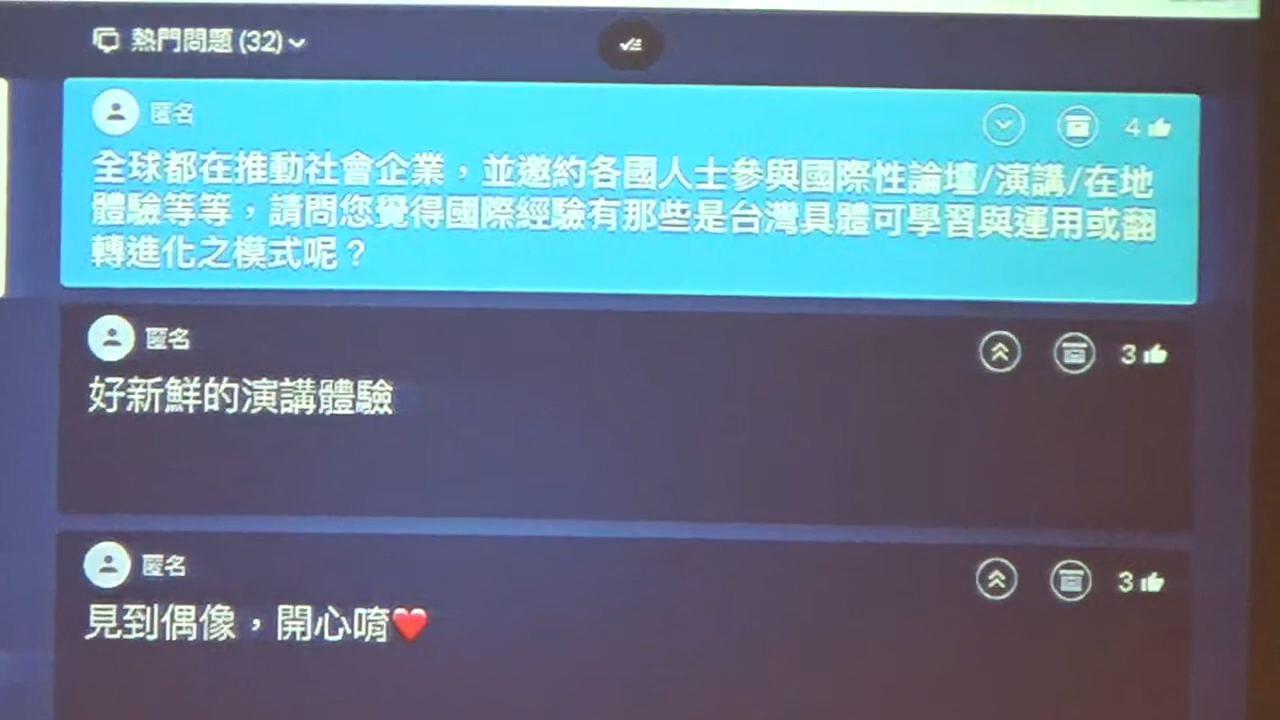 熱門問題 (32)
匿名
4
全球都在推動社會企業，並邀約各國人士參與國際性論壇/演講/在地
體驗等等，請問您覺得國際經驗有那些是台灣具體可學習與運用或翻
轉進化之模式呢？
匿名
3
好新鮮的演講體驗
匿名
3
見到偶像，開心唷❤️